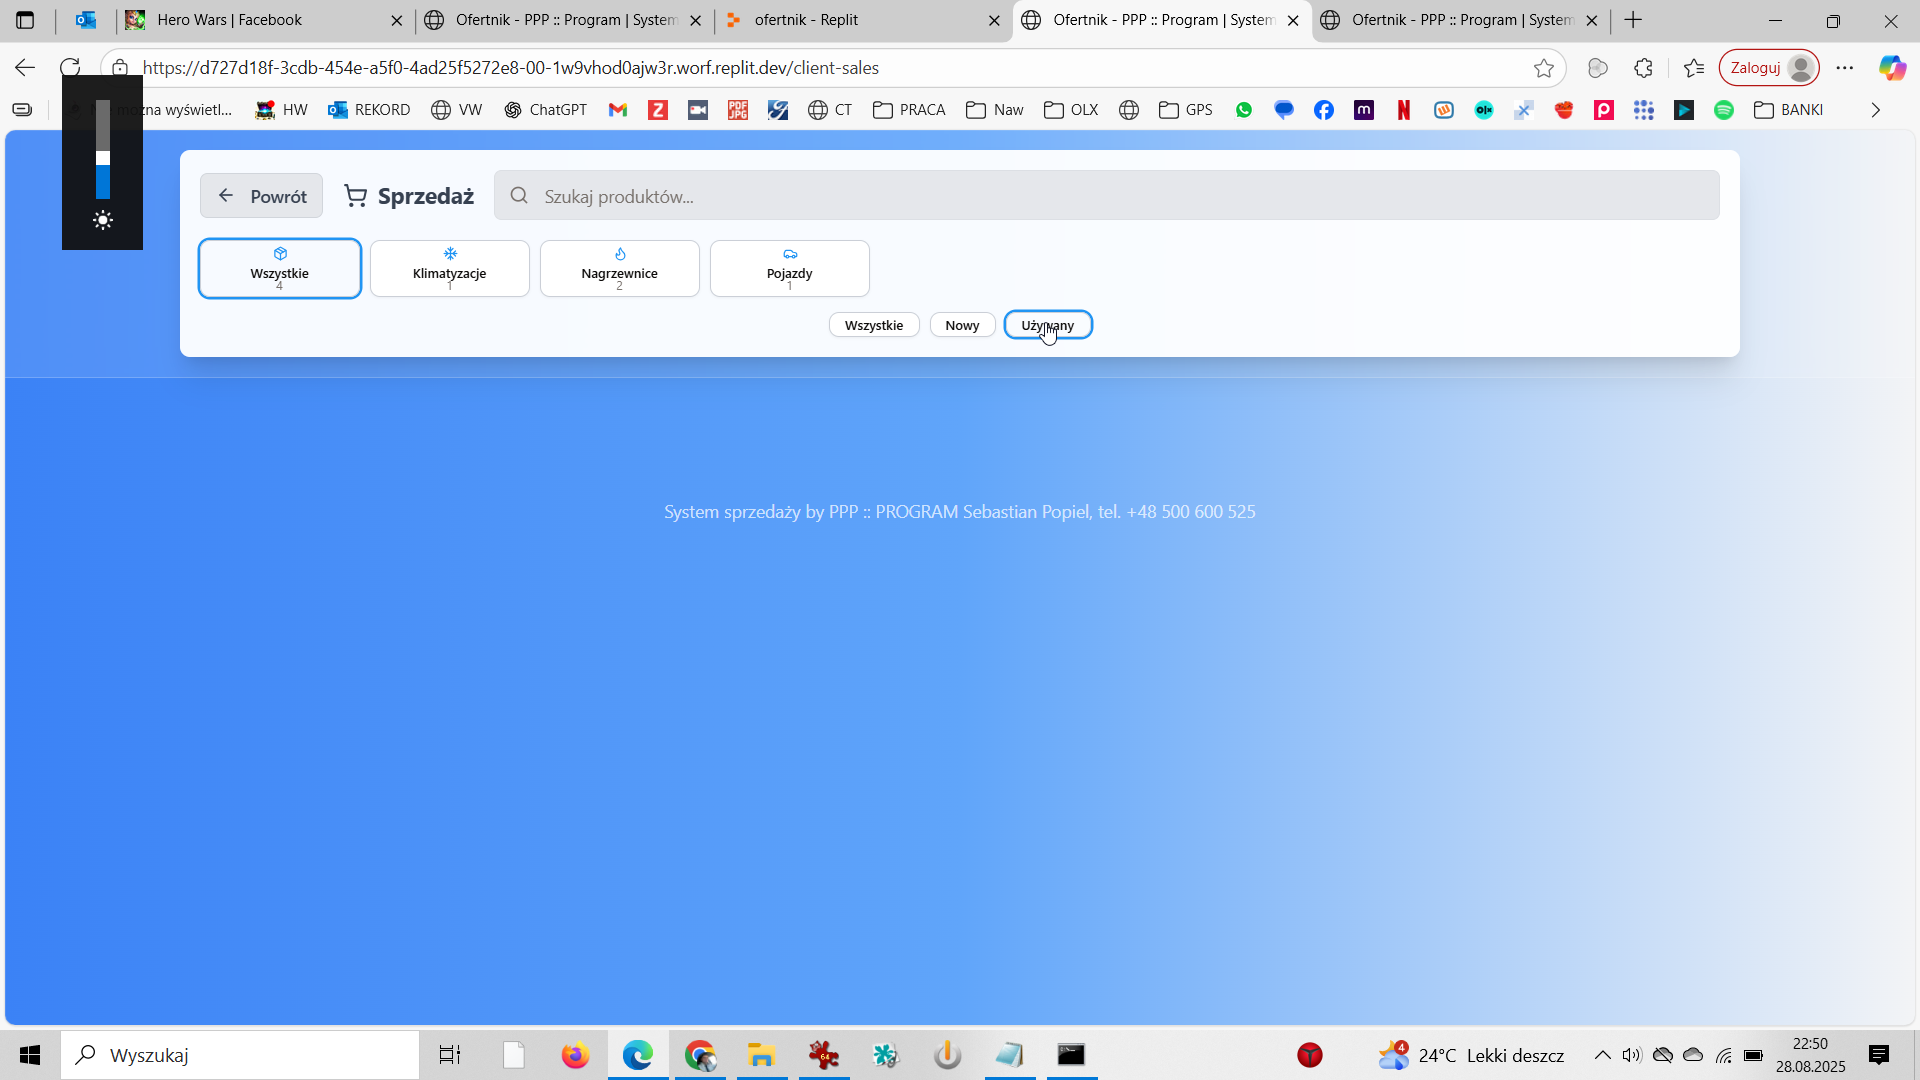 Hero Wars | Facebook
Ofertnik - PPP :: Program | System
ofertnik - Replit
Ofertnik - PPP :: Program | System
Ofertnik - PPP :: Program | System
https://d727d18f-3cdb-454e-a5f0-4ad25f5272e8-00-1w9vhod0ajw3r.worf.replit.dev/client-sales
Zaloguj
można wyświetl...
HW
REKORD
VW
ChatGPT
CT
PRACA
Naw
OLX
GPS
BANKI
Powrót
Sprzedaż
Szukaj produktów...
Wszystkie
4
Klimatyzacje
1
Nagrzewnice
2
Pojazdy
1
Wszystkie
Nowy
Używany
System sprzedaży by PPP :: PROGRAM Sebastian Popiel, tel. +48 500 600 525
Wyszukaj
64
4
24°C Lekki deszcz
22:50
28.08.2025